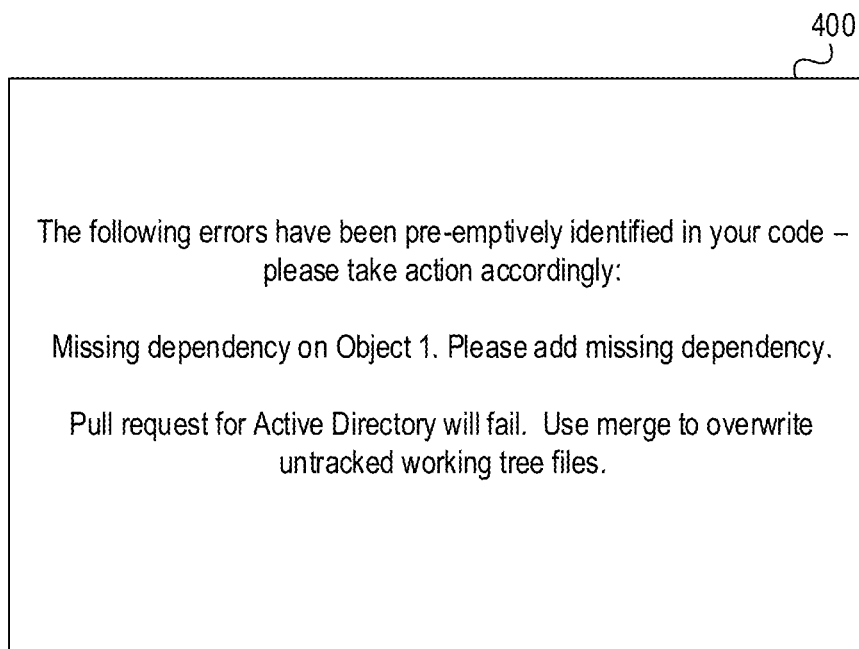 400
The following errors have been pre-emptively identified in your code –
please take action accordingly:
Missing dependency on Object 1. Please add missing dependency.
Pull request for Active Directory will fail. Use merge to overwrite
untracked working tree files.